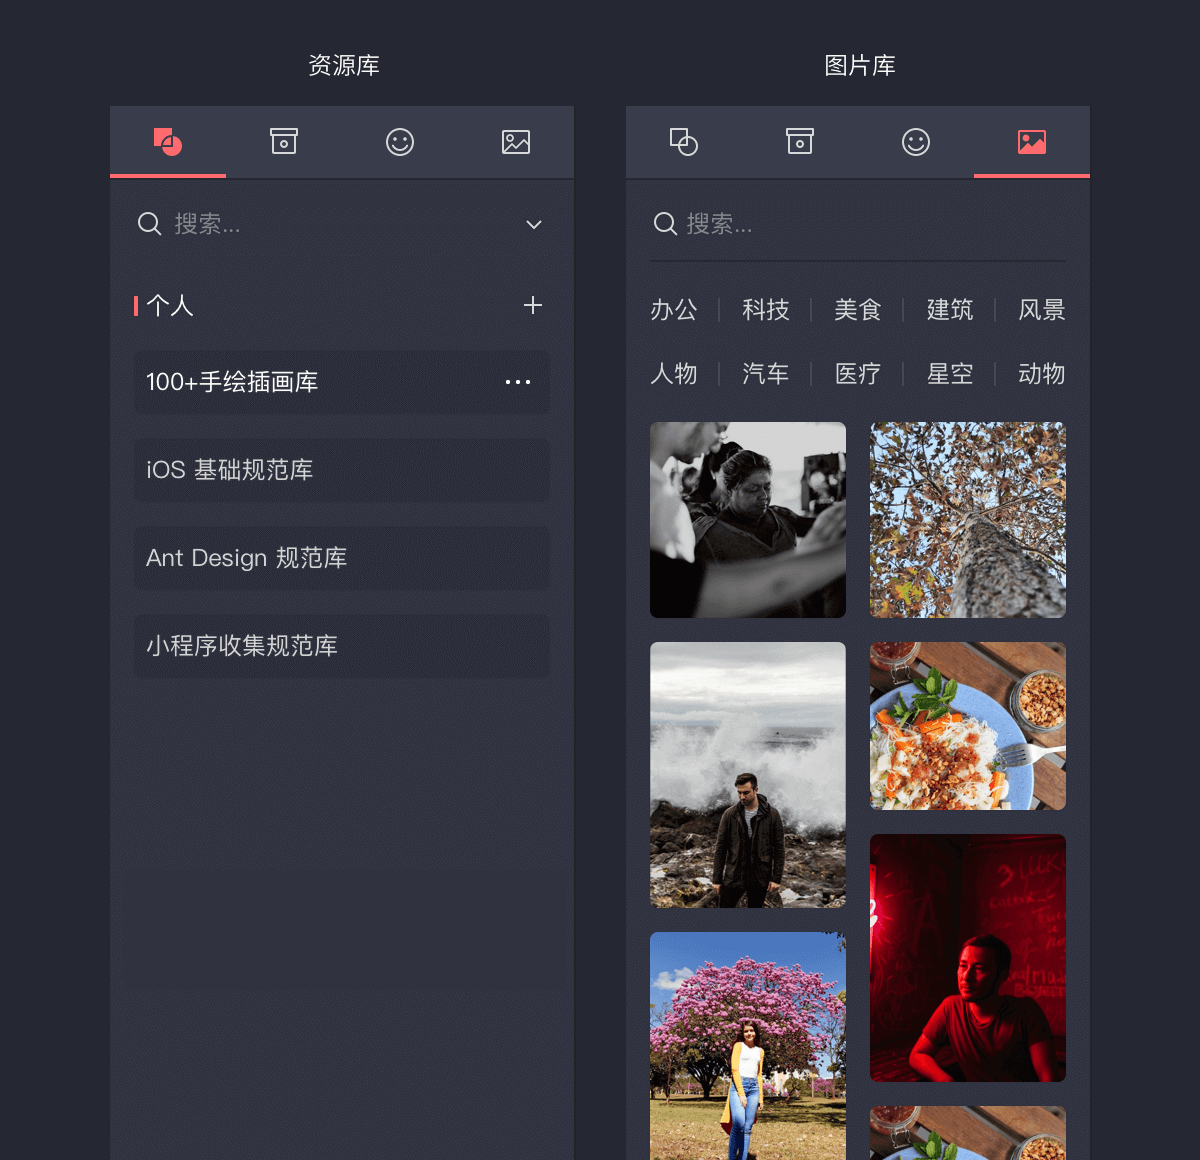 资源库
搜索...
个人
100+手绘插画库
iOS 基础规范库
Ant Design 规范库
小程序收集规范库
图片库
搜索...
办公 科技 美食 建筑 风景
人物 汽车 医疗 星空 动物